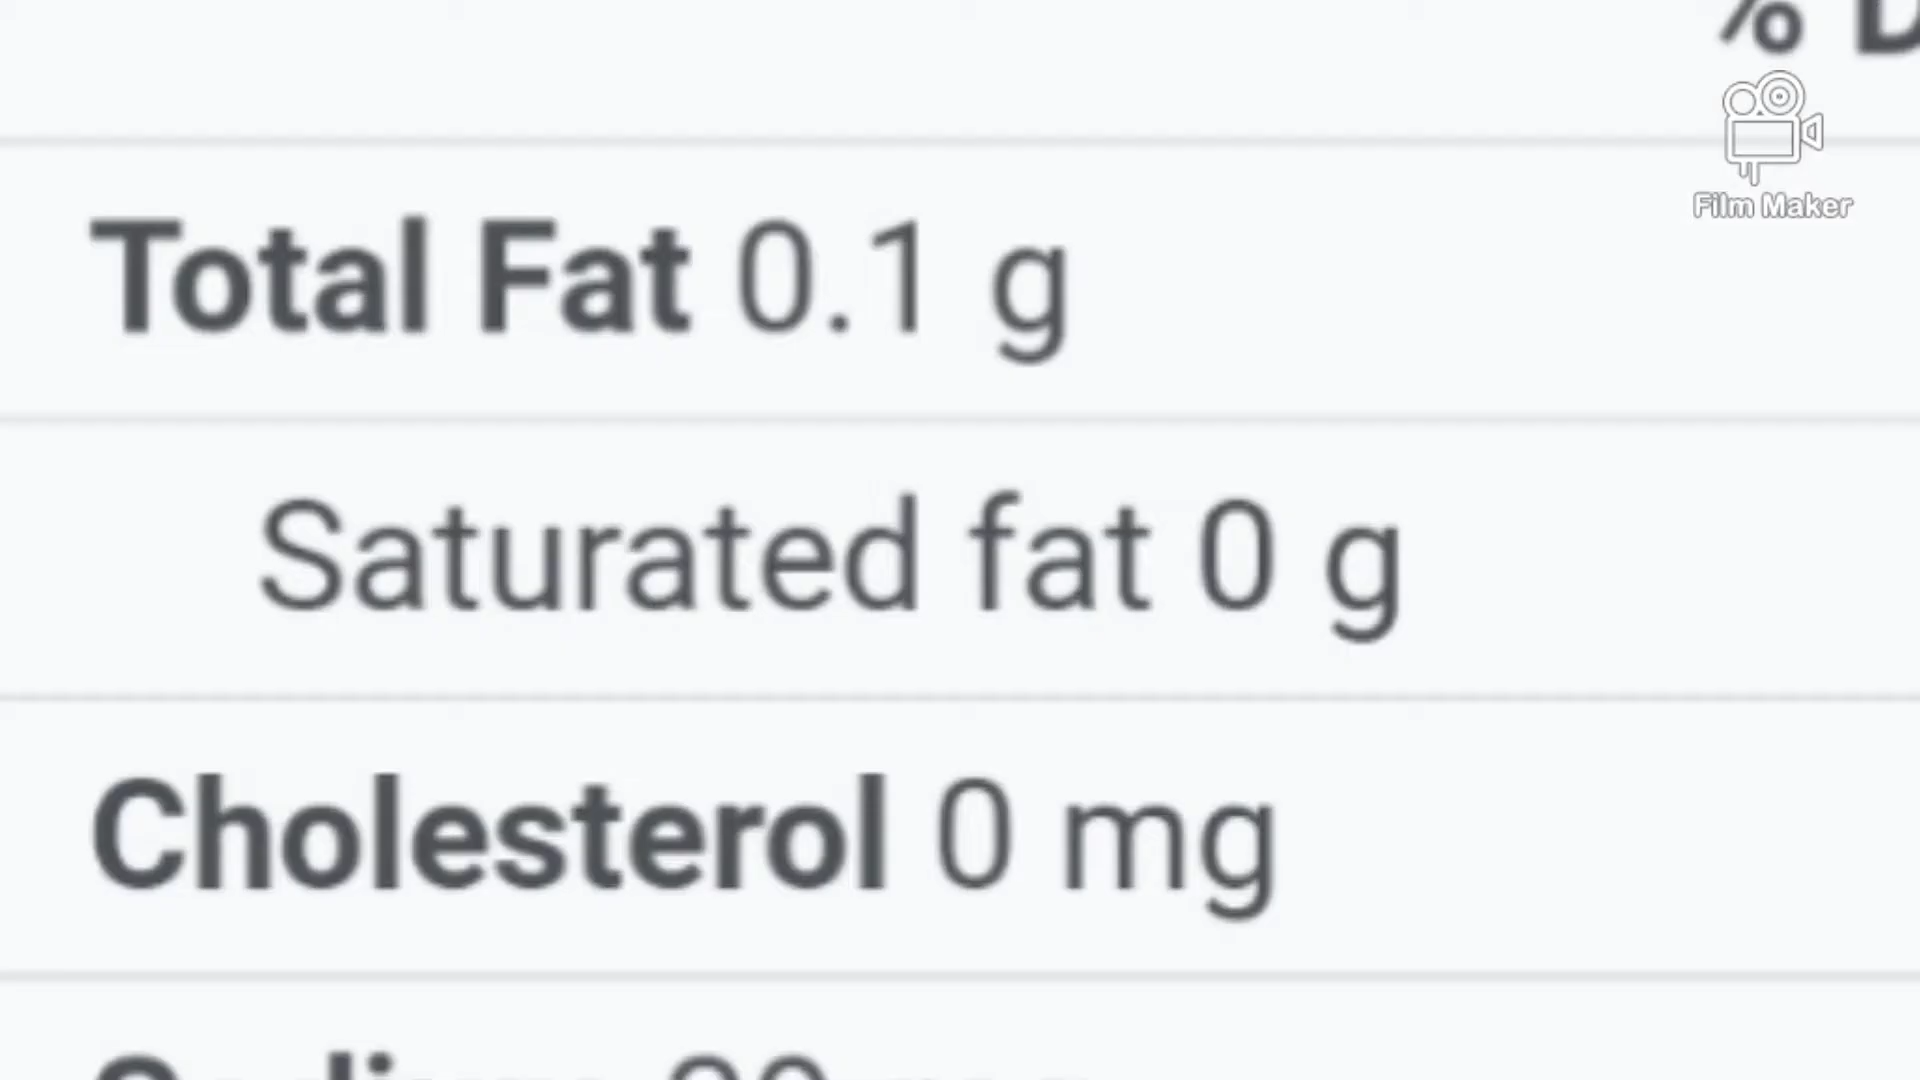 % D
Film Maker
Total Fat 0.1 g
Saturated fat 0 g
Cholesterol 0 mg